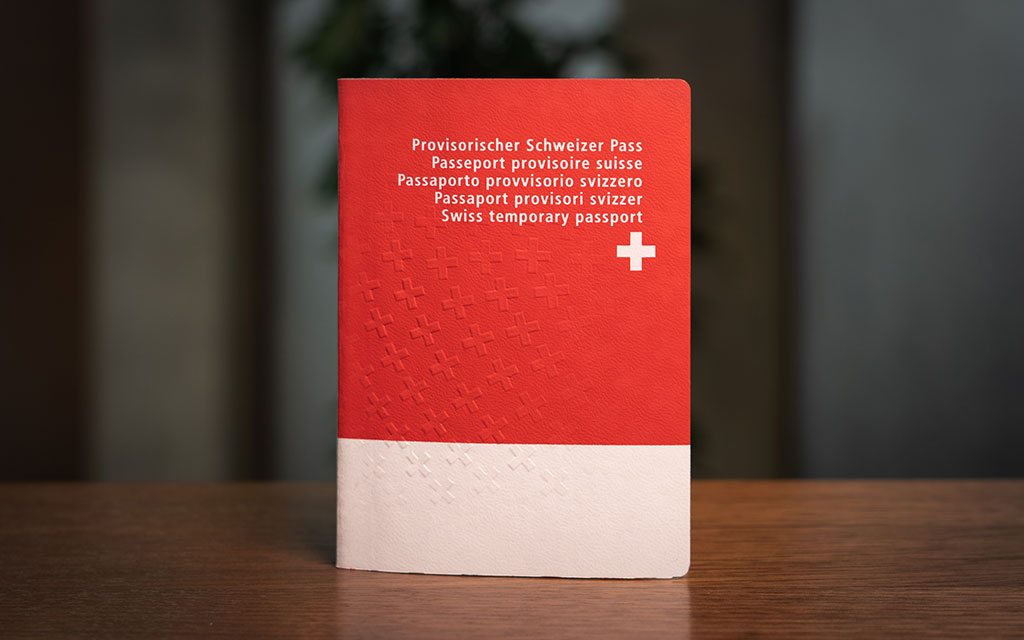 Provisorischer Schweizer Pass
Passeport provisoire suisse
Passaporto provvisorio svizzero
Passaport provisori svizzer
Swiss temporary passport